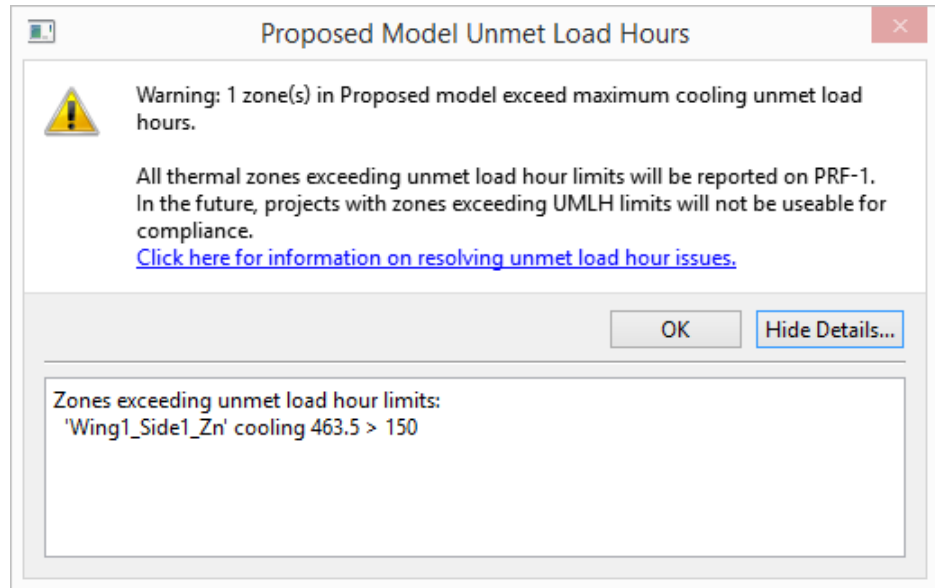 Proposed Model Unmet Load Hours
Warning: 1 zone(s) in Proposed model exceed maximum cooling unmet load
hours.
All thermal zones exceeding unmet load hour limits will be reported on PRF-1.
In the future, projects with zones exceeding UMLH limits will not be useable for
compliance.
Click here for information on resolving unmet load hour issues.
OK
Hide Details...
Zones exceeding unmet load hour limits:
'Wing1_Side1_Zn' cooling 463.5 > 150